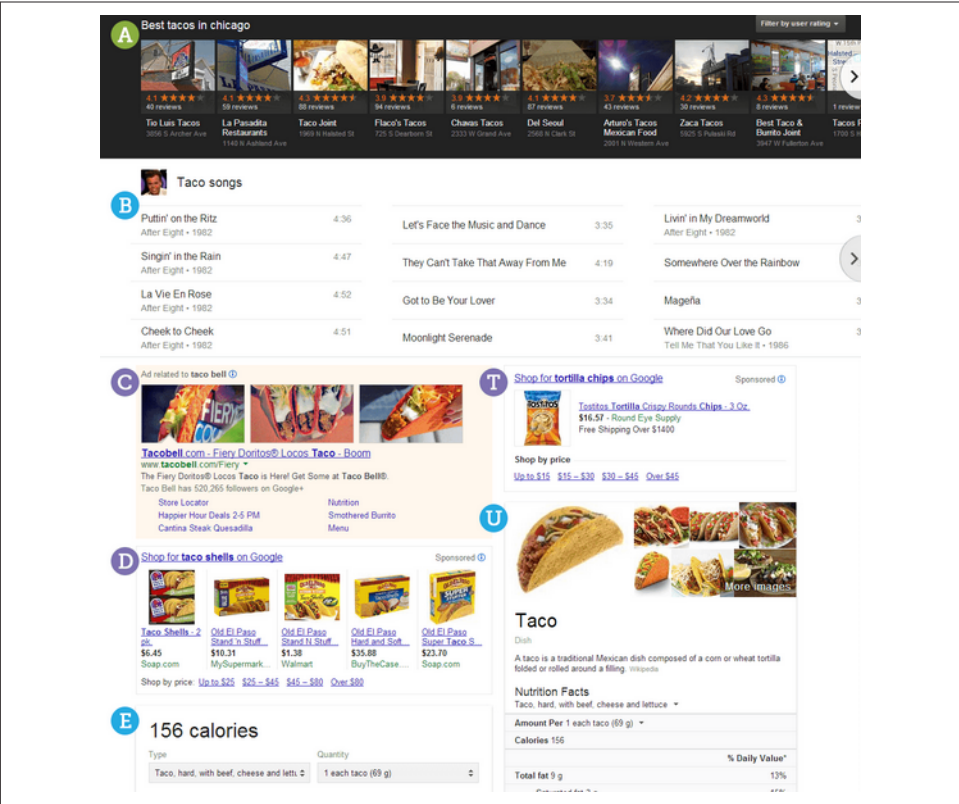 A
Best tacos in chicago
Filter by user rating
4.1 4.1 4.3 3.9 3.9 4.1 3.7 4.2 4.3
40 reviews 59 reviews 88 reviews 94 reviews 6 reviews 87 reviews 43 reviews 30 reviews 8 reviews 1 review
Tio Luis Tacos La Pasadita Taco Joint Flaco's Tacos Chavas Tacos Del Seoul Arturo's Tacos Zaca Tacos Best Taco & Tacos
3856 S Archer Ave Restaurants 1969 N Halsted St 725 S Dearborn St 2333 W Grand Ave 2568 N Clark St Mexican Food 5925 S Pulaski Rd Burrito Joint
1140 N Ashland Ave 2001 N Western Ave 3947 W Fullerton Ave
B
Taco songs
Puttin' on the Ritz 4:36
After Eight • 1982
Singin' in the Rain 4:47
After Eight • 1982
La Vie En Rose 4:52
After Eight • 1982
Cheek to Cheek 4:51
After Eight • 1982
Let's Face the Music and Dance 3:35
They Can't Take That Away From Me 4:19
Got to Be Your Lover 3:34
Moonlight Serenade 3:41
Livin' in My Dreamworld 3
After Eight • 1982
Somewhere Over the Rainbow
Mageña 3
Where Did Our Love Go 3
Tell Me That You Like It • 1986
C
Ad related to taco bell
FIERY
Tacobell.com - Fiery Doritos® Locos Taco - Boom
www.tacobell.com/Fiery
The Fiery Doritos® Locos Taco is Here! Get Some at Taco Bell®.
Taco Bell has 520,265 followers on Google+
Store Locator Nutrition
Happier Hour Deals 2-5 PM Smothered Burrito
Cantina Steak Quesadilla Menu
D
Shop for taco shells on Google Sponsored
Taco Shells - 2 Old El Paso Old El Paso Old El Paso Old El Paso
pk. Stand 'n Stuff... Stand N Stuff... Hard and Soft... Super Taco S...
$6.45 $10.31 $1.38 $35.88 $23.70
Soap.com MySupermark... Walmart BuyTheCase.... Soap.com
Shop by price: Up to $25 $25 – $45 $45 – $80 Over $80
E
156 calories
Type Quantity
Taco, hard, with beef, cheese and lettu 1 each taco (69 g)
T
Shop for tortilla chips on Google Sponsored
TOSTITOS
Tostitos Tortilla Crispy Rounds Chips - 3 Oz.
$16.57 - Round Eye Supply
Free Shipping Over $1400
Shop by price
Up to $15 $15 – $30 $30 – $45 Over $45
U
More images
Taco
Dish
A taco is a traditional Mexican dish composed of a corn or wheat tortilla
folded or rolled around a filling. Wikipedia
Nutrition Facts
Taco, hard, with beef, cheese and lettuce
Amount Per 1 each taco (69 g)
Calories 156
% Daily Value*
Total fat 9 g 13%